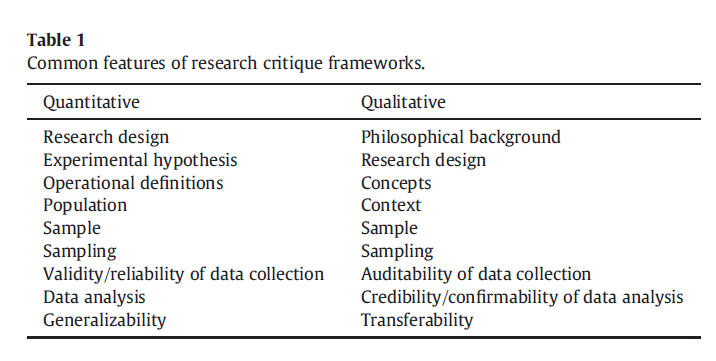 Table 1
Common features of research critique frameworks.
Quantitative Qualitative
Research design Philosophical background
Experimental hypothesis Research design
Operational definitions Concepts
Population Context
Sample Sample
Sampling Sampling
Validity/reliability of data collection Auditability of data collection
Data analysis Credibility/confirmability of data analysis
Generalizability Transferability